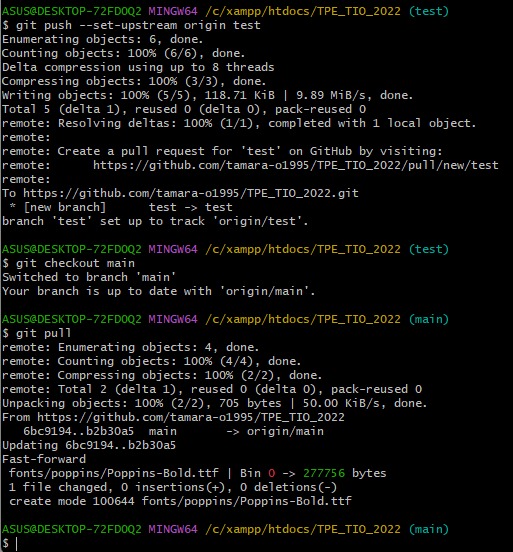 ASUS@DESKTOP-72FDOQ2 MINGW64 /c/xampp/htdocs/TPE_TIO_2022 (test)
$ git push --set-upstream origin test
Enumerating objects: 6, done.
Counting objects: 100% (6/6), done.
Delta compression using up to 8 threads
Compressing objects: 100% (3/3), done.
Writing objects: 100% (5/5), 118.71 KiB | 9.89 MiB/s, done.
Total 5 (delta 1), reused 0 (delta 0), pack-reused 0
remote: Resolving deltas: 100% (1/1), completed with 1 local object.
remote:
remote: Create a pull request for 'test' on GitHub by visiting:
remote:      https://github.com/tamara-o1995/TPE_TIO_2022/pull/new/test
remote:
To https://github.com/tamara-o1995/TPE_TIO_2022.git
 * [new branch]      test -> test
branch 'test' set up to track 'origin/test'.
ASUS@DESKTOP-72FDOQ2 MINGW64 /c/xampp/htdocs/TPE_TIO_2022 (test)
$ git checkout main
Switched to branch 'main'
Your branch is up to date with 'origin/main'.
ASUS@DESKTOP-72FDOQ2 MINGW64 /c/xampp/htdocs/TPE_TIO_2022 (main)
$ git pull
remote: Enumerating objects: 4, done.
remote: Counting objects: 100% (4/4), done.
remote: Compressing objects: 100% (2/2), done.
remote: Total 2 (delta 1), reused 0 (delta 0), pack-reused 0
Unpacking objects: 100% (2/2), 705 bytes | 50.00 KiB/s, done.
From https://github.com/tamara-o1995/TPE_TIO_2022
   6bc9194..b2b30a5  main       -> origin/main
Updating 6bc9194..b2b30a5
Fast-forward
 fonts/poppins/Poppins-Bold.ttf | Bin 0 -> 277756 bytes
 1 file changed, 0 insertions(+), 0 deletions(-)
 create mode 100644 fonts/poppins/Poppins-Bold.ttf
ASUS@DESKTOP-72FDOQ2 MINGW64 /c/xampp/htdocs/TPE_TIO_2022 (main)
$